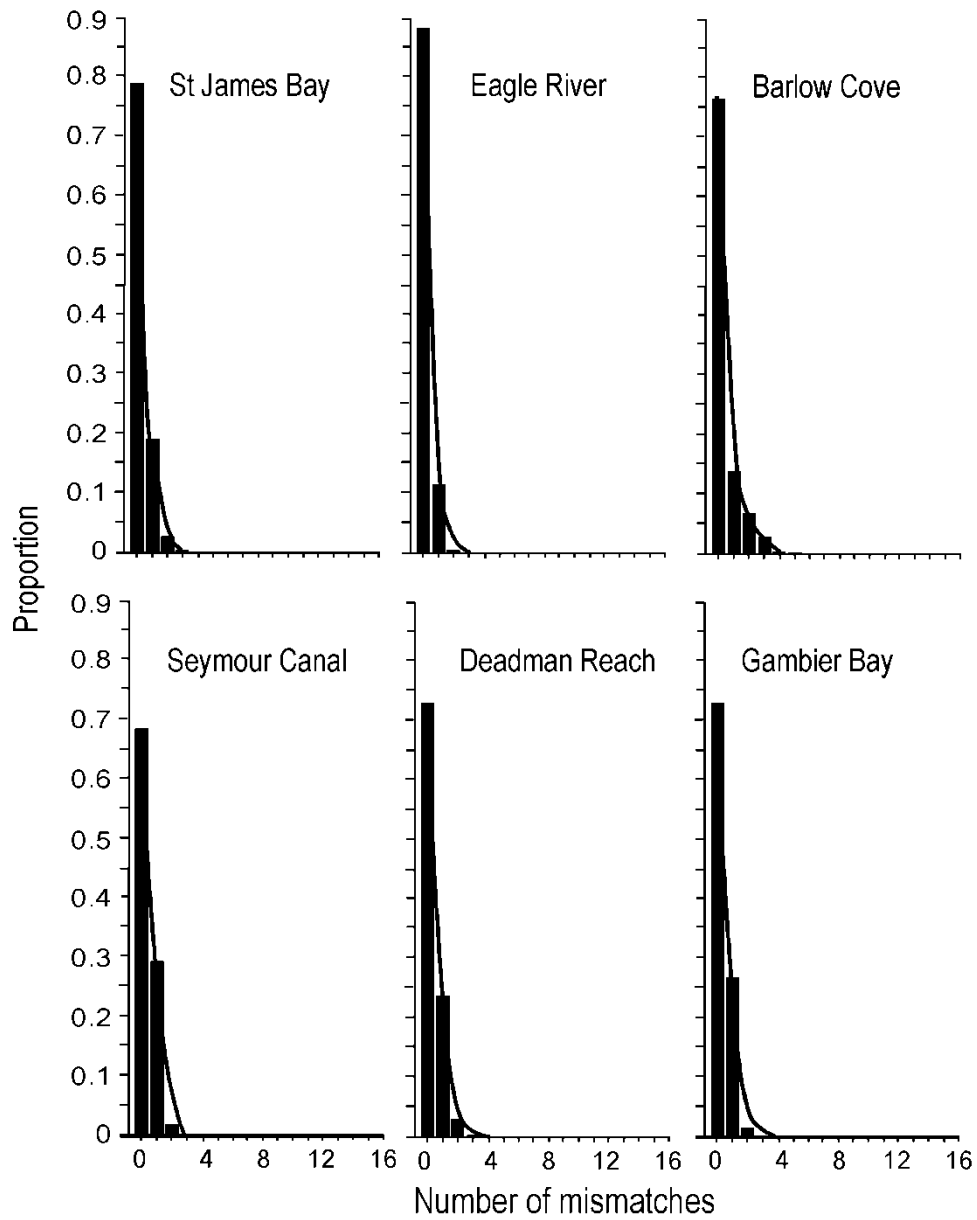 0.9
0.8
0.7
0.6
0.5
0.4
0.3
0.2
0.1
0
St James Bay
Eagle River
Barlow Cove
Proportion
0.9
0.8
0.7
0.6
0.5
0.4
0.3
0.2
0.1
0
Seymour Canal
Deadman Reach
Gambier Bay
0 4 8 12 16
0 4 8 12 16
0 4 8 12 16
Number of mismatches